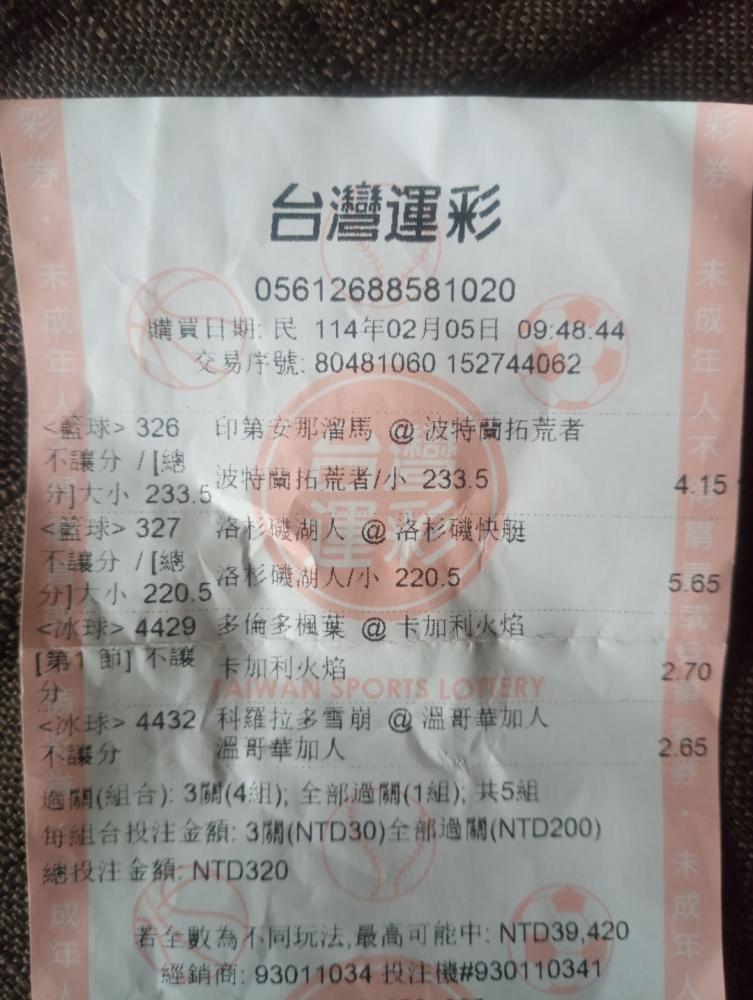 台灣運彩
05612688581020
購買日期: 民 114年02月05日 09:48:44
交易序號: 80481060 152744062
<籃球> 326 印第安那溜馬 @ 波特蘭拓荒者
不讓分 / [總
分]大小 233.5 波特蘭拓荒者/小 233.5 4.15
<籃球> 327 洛杉磯湖人 @ 洛杉磯快艇
不讓分 / [總
分]大小 220.5 洛杉磯湖人/小 220.5 5.65
<冰球> 4429 多倫多楓葉 @ 卡加利火焰
[第1 節] 不讓
分 卡加利火焰 2.70
TAIWAN SPORTS LOTTERY
<冰球> 4432 科羅拉多雪崩 @ 溫哥華加人
不讓分 溫哥華加人 2.65
過關(組合): 3關(4組); 全部過關(1組); 共5組
每組合投注金額: 3關(NTD30)全部過關(NTD200)
總投注金額: NTD320
若全數為不同玩法,最高可能中: NTD39,420
經銷商: 93011034 投注機#930110341
彩券·未成年人
彩券·未成年人不得購買或
未成年人